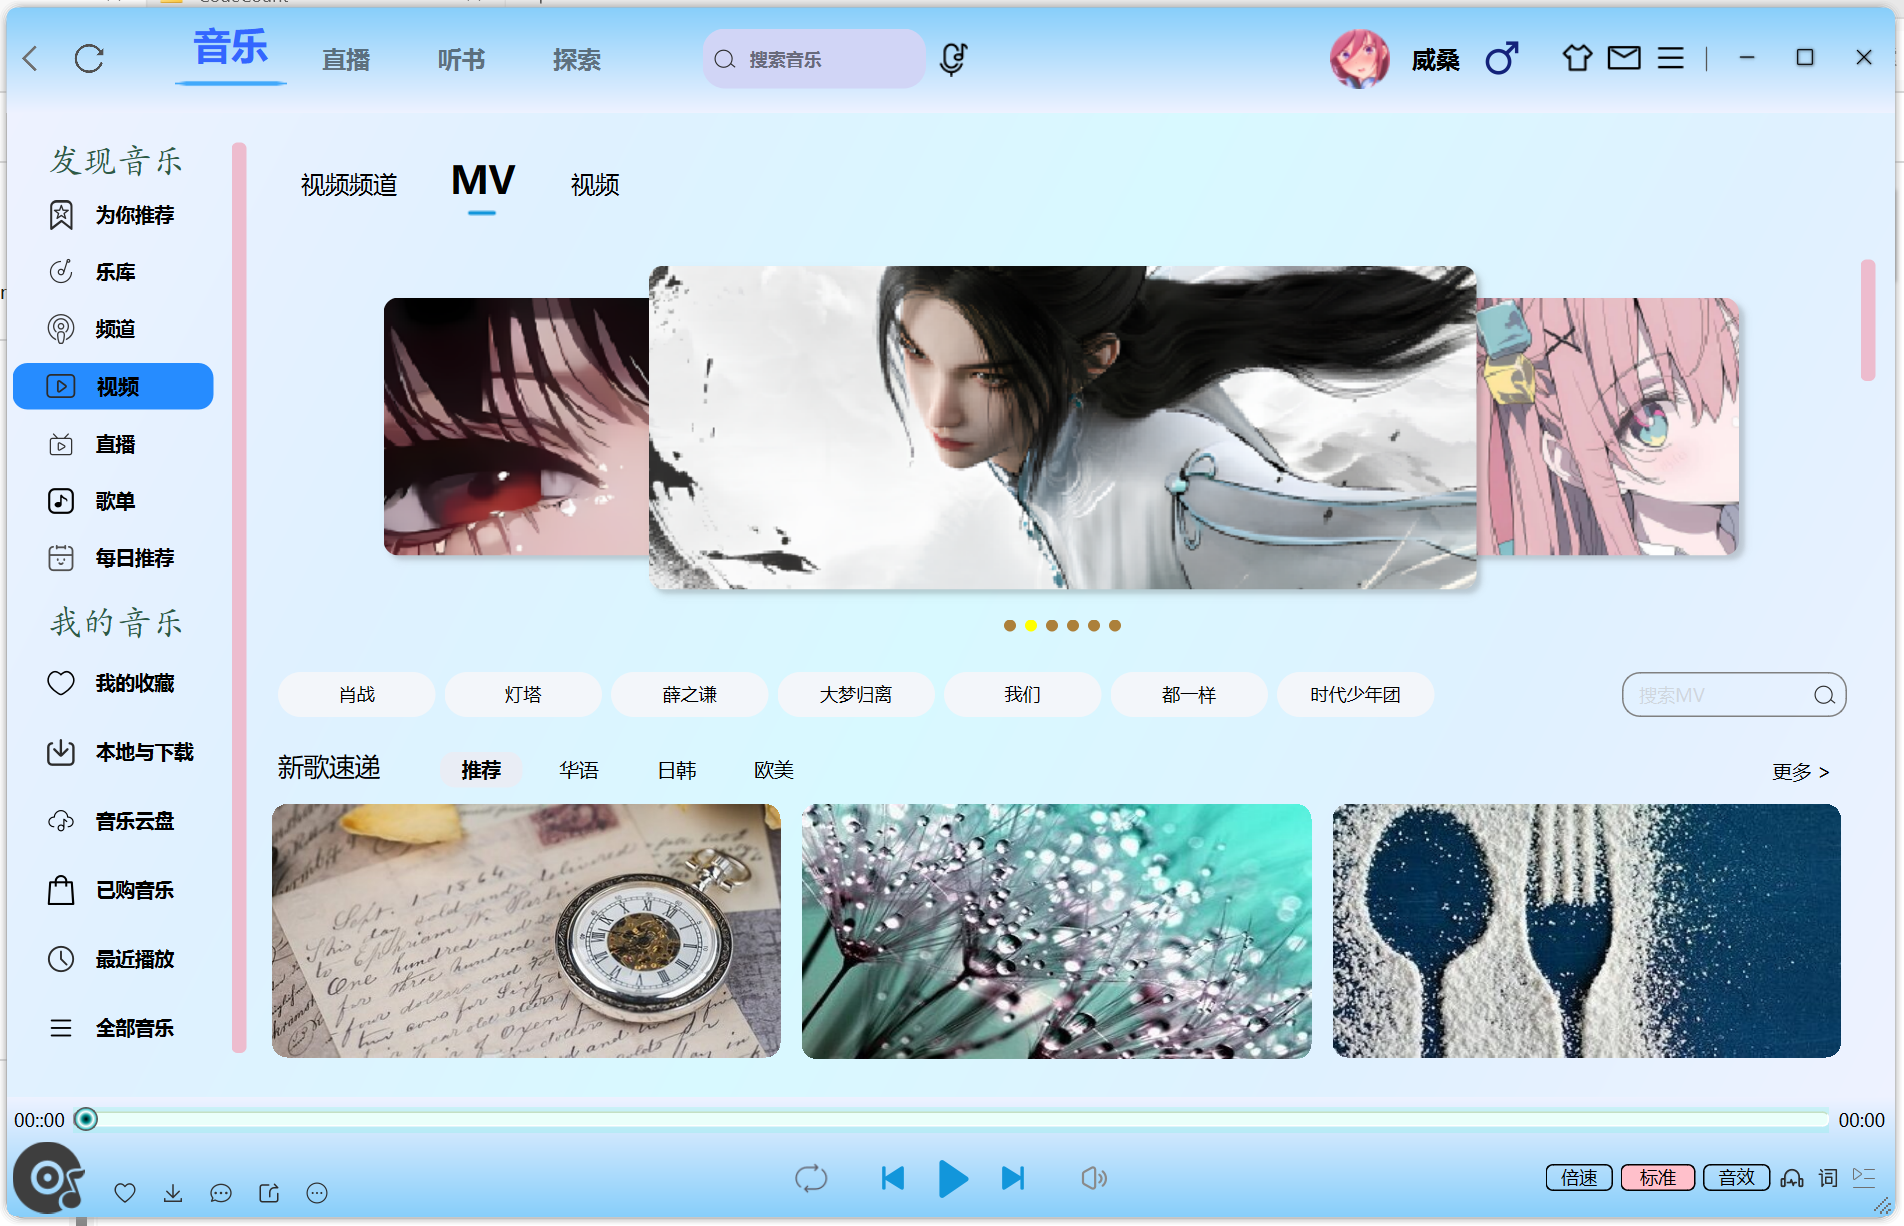 音乐
直播
听书
探索
搜索音乐
威桑
发现音乐
为你推荐
乐库
频道
视频
直播
歌单
每日推荐
我的音乐
我的收藏
本地与下载
音乐云盘
已购音乐
最近播放
全部音乐
视频频道
MV
视频
肖战
灯塔
薛之谦
大梦归离
我们
都一样
时代少年团
搜索MV
新歌速递
推荐
华语
日韩
欧美
更多 >
00::00
00:00
倍速
标准
音效
词